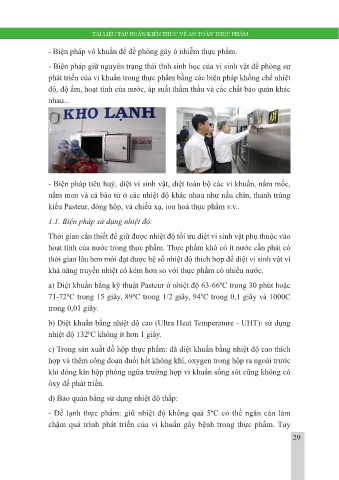 TÀI LIỆU TẬP HUẤN KIẾN THỨC VỀ AN TOÀN THỰC PHẨM
- Biện pháp vô khuẩn để đề phòng gây ô nhiễm thực phẩm.
- Biện pháp giữ nguyên trạng thái tĩnh sinh học của vi sinh vật để phòng sự
phát triển của vi khuẩn trong thực phẩm bằng các biện pháp khống chế nhiệt
độ, độ ẩm, hoạt tính của nước, áp suất thẩm thấu và các chất bảo quản khác
nhau...
KHO LẠNH
- Biện pháp tiêu huỷ, diệt vi sinh vật, diệt toàn bộ các vi khuẩn, nấm mốc,
nấm men và cả bào tử ở các nhiệt độ khác nhau như nấu chín, thanh trùng
kiểu Pasteur, đóng hộp, và chiếu xạ, ion hoá thực phẩm v.v..
1.1. Biện pháp sử dụng nhiệt độ:
Thời gian cần thiết để giữ được nhiệt độ tối ưu diệt vi sinh vật phụ thuộc vào
hoạt tính của nước trong thực phẩm. Thực phẩm khô có ít nước cần phải có
thời gian lâu hơn mới đạt được hệ số nhiệt độ thích hợp để diệt vi sinh vật vì
khả năng truyền nhiệt có kém hơn so với thực phẩm có nhiều nước.
a) Diệt khuẩn bằng kỹ thuật Pasteur ở nhiệt độ 63-66⁰C trong 30 phút hoặc
71-72⁰C trong 15 giây, 89⁰C trong 1/2 giây, 94⁰C trong 0,1 giây và 1000C
trong 0,01 giây.
b) Diệt khuẩn bằng nhiệt độ cao (Ultra Heat Temperature - UHT): sử dụng
nhiệt độ 132⁰C không ít hơn 1 giây.
c) Trong sản xuất đồ hộp thực phẩm: đã diệt khuẩn bằng nhiệt độ cao thích
hợp và thêm công đoạn đuổi hết không khí, oxygen trong hộp ra ngoài trước
khi đóng kín hộp phòng ngừa trường hợp vi khuẩn sống sót cũng không có
ôxy để phát triển.
d) Bảo quản bằng sử dụng nhiệt độ thấp:
- Để lạnh thực phẩm: giữ nhiệt độ không quá 5⁰C có thể ngăn cản làm
chậm quá trình phát triển của vi khuẩn gây bệnh trong thực phẩm. Tuy
29